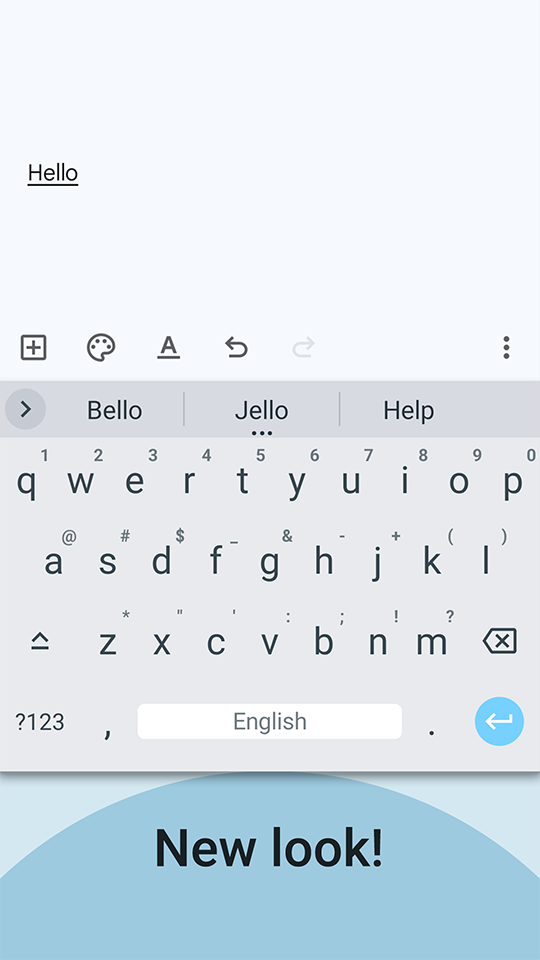 Hello
A
Bello Jello Help
1 2 3 4 5 6 7 8 9 0
q w e r t y u i o p
@ # $ _ & - + ( )
a s d f g h j k l
* " ' : ; ! ?
z x c v b n m
?123 , English .
New look!